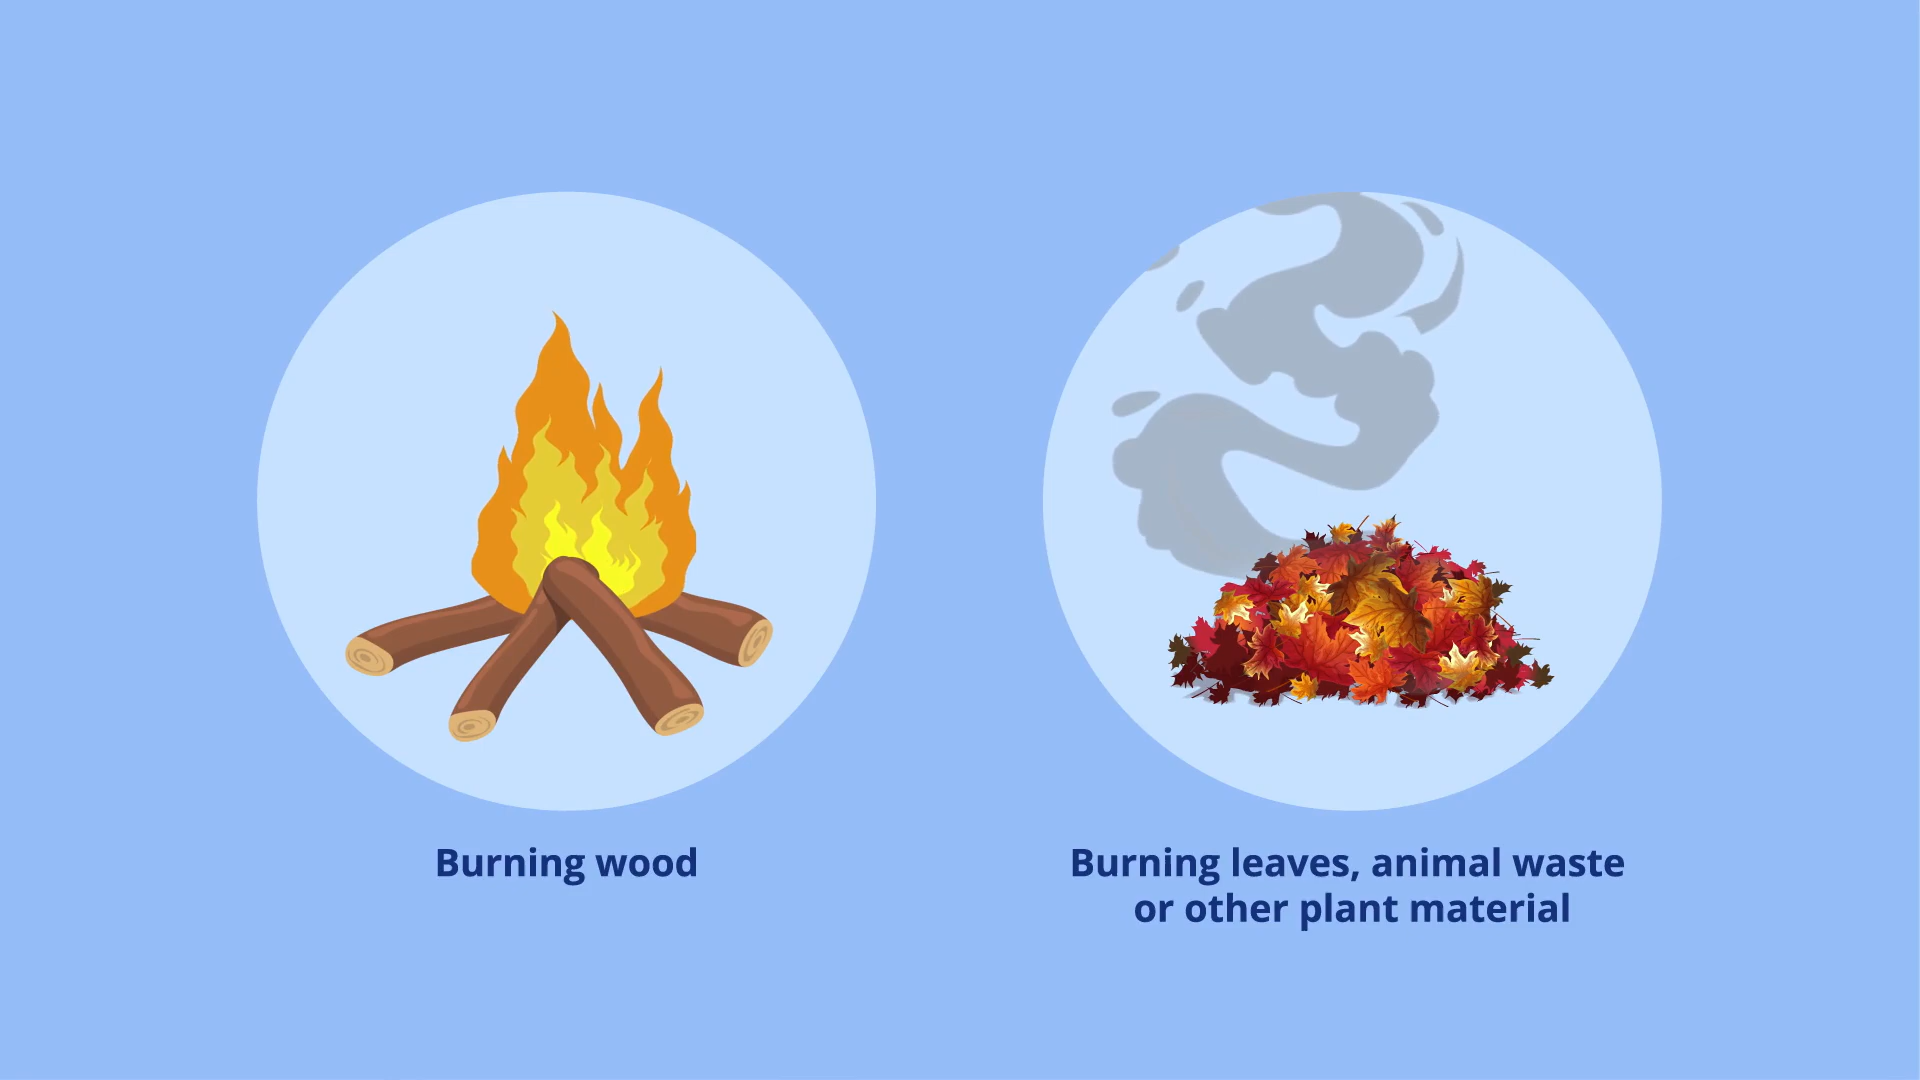 Burning wood
Burning leaves, animal waste
or other plant material